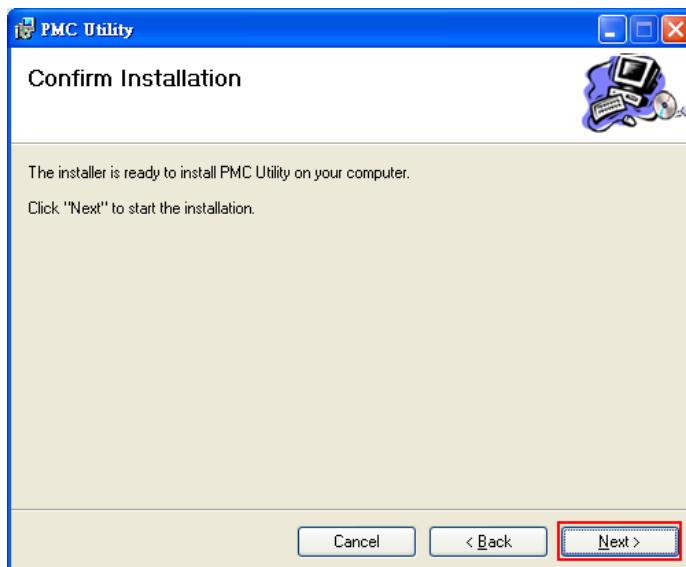 PMC Utility
Confirm Installation
The installer is ready to install PMC Utility on your computer.
Click "Next" to start the installation.
Cancel
< Back
Next >